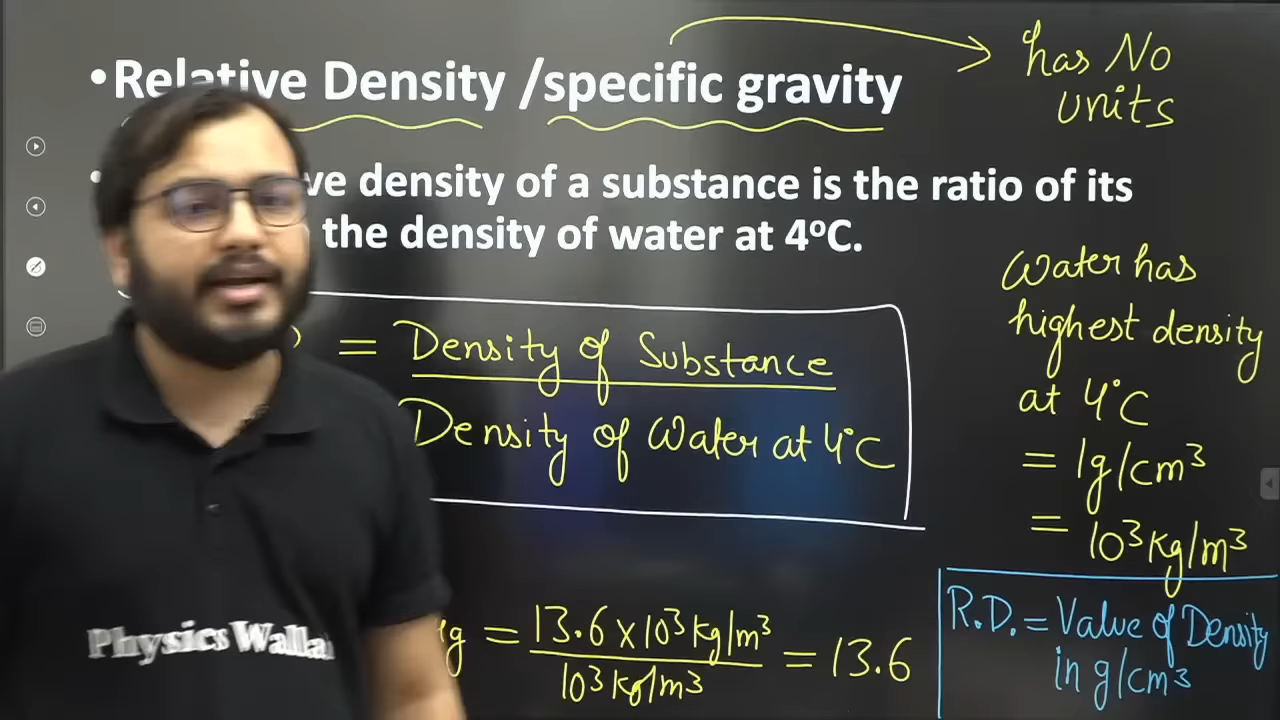 •Relative Density /specific gravity
has No
units
ve density of a substance is the ratio of its
the density of water at 4°C.
= Density of Substance
Density of Water at 4°C
Water has
highest density
at 4°C
= 1g/cm³
= 10³Kg/m³
g = 13.6 x 10³ Kg/m³ = 13.6
10³ Kg/m³
R.D. = Value of Density
in g/cm³
Physics Walla